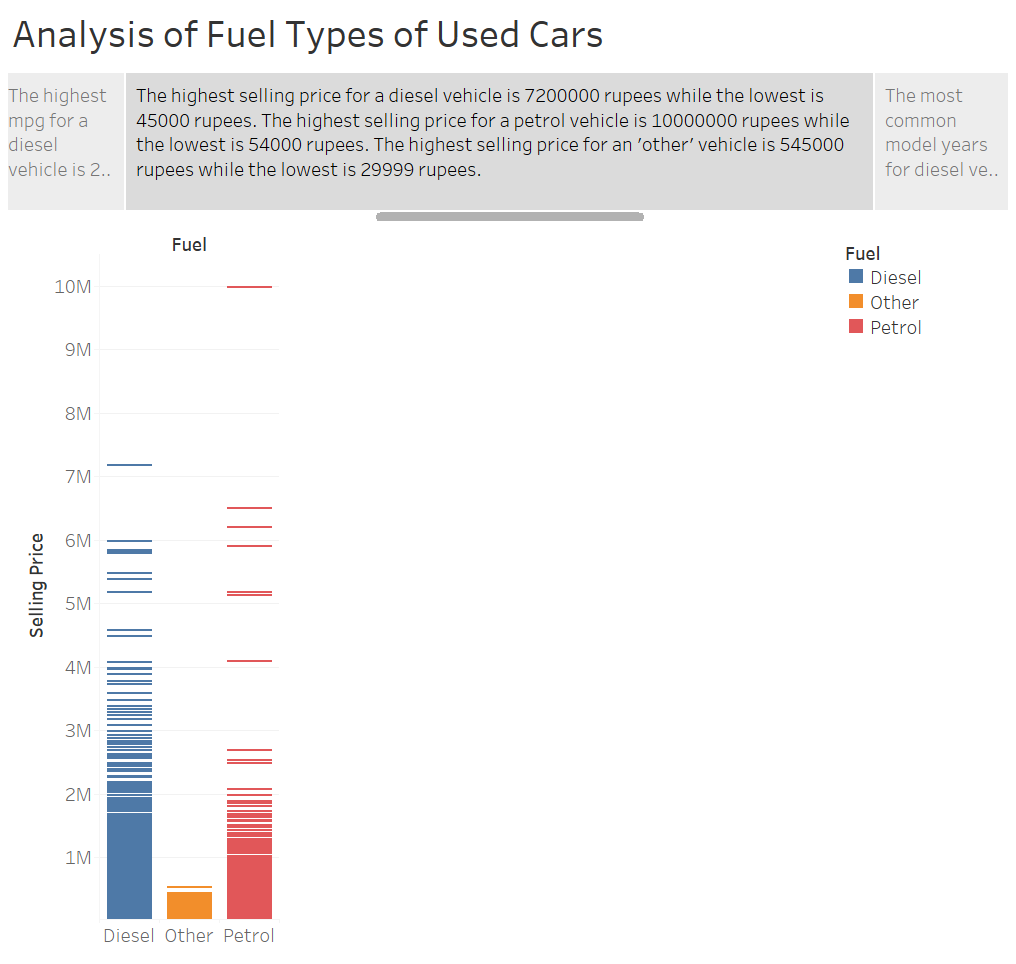 Analysis of Fuel Types of Used Cars
The highest
mpg for a
diesel
vehicle is 2..
The highest selling price for a diesel vehicle is 7200000 rupees while the lowest is
45000 rupees. The highest selling price for a petrol vehicle is 10000000 rupees while
the lowest is 54000 rupees. The highest selling price for an 'other' vehicle is 545000
rupees while the lowest is 29999 rupees.
The most
common
model years
for diesel ve..
Fuel
10M
9M
8M
7M
6M
5M
4M
3M
2M
1M
Selling Price
Diesel Other Petrol
Fuel
Diesel
Other
Petrol